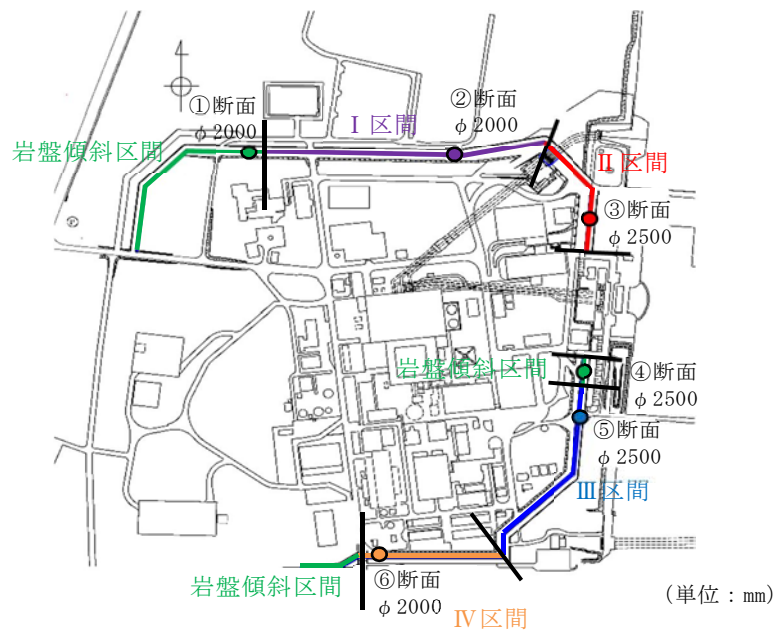 4
①断面
φ2000
②断面
φ2000
Ⅰ区間
岩盤傾斜区間
Ⅱ区間
③断面
φ2500
岩盤傾斜区間
④断面
φ2500
⑤断面
φ2500
Ⅲ区間
岩盤傾斜区間
⑥断面
φ2000
Ⅳ区間
(単位:mm)